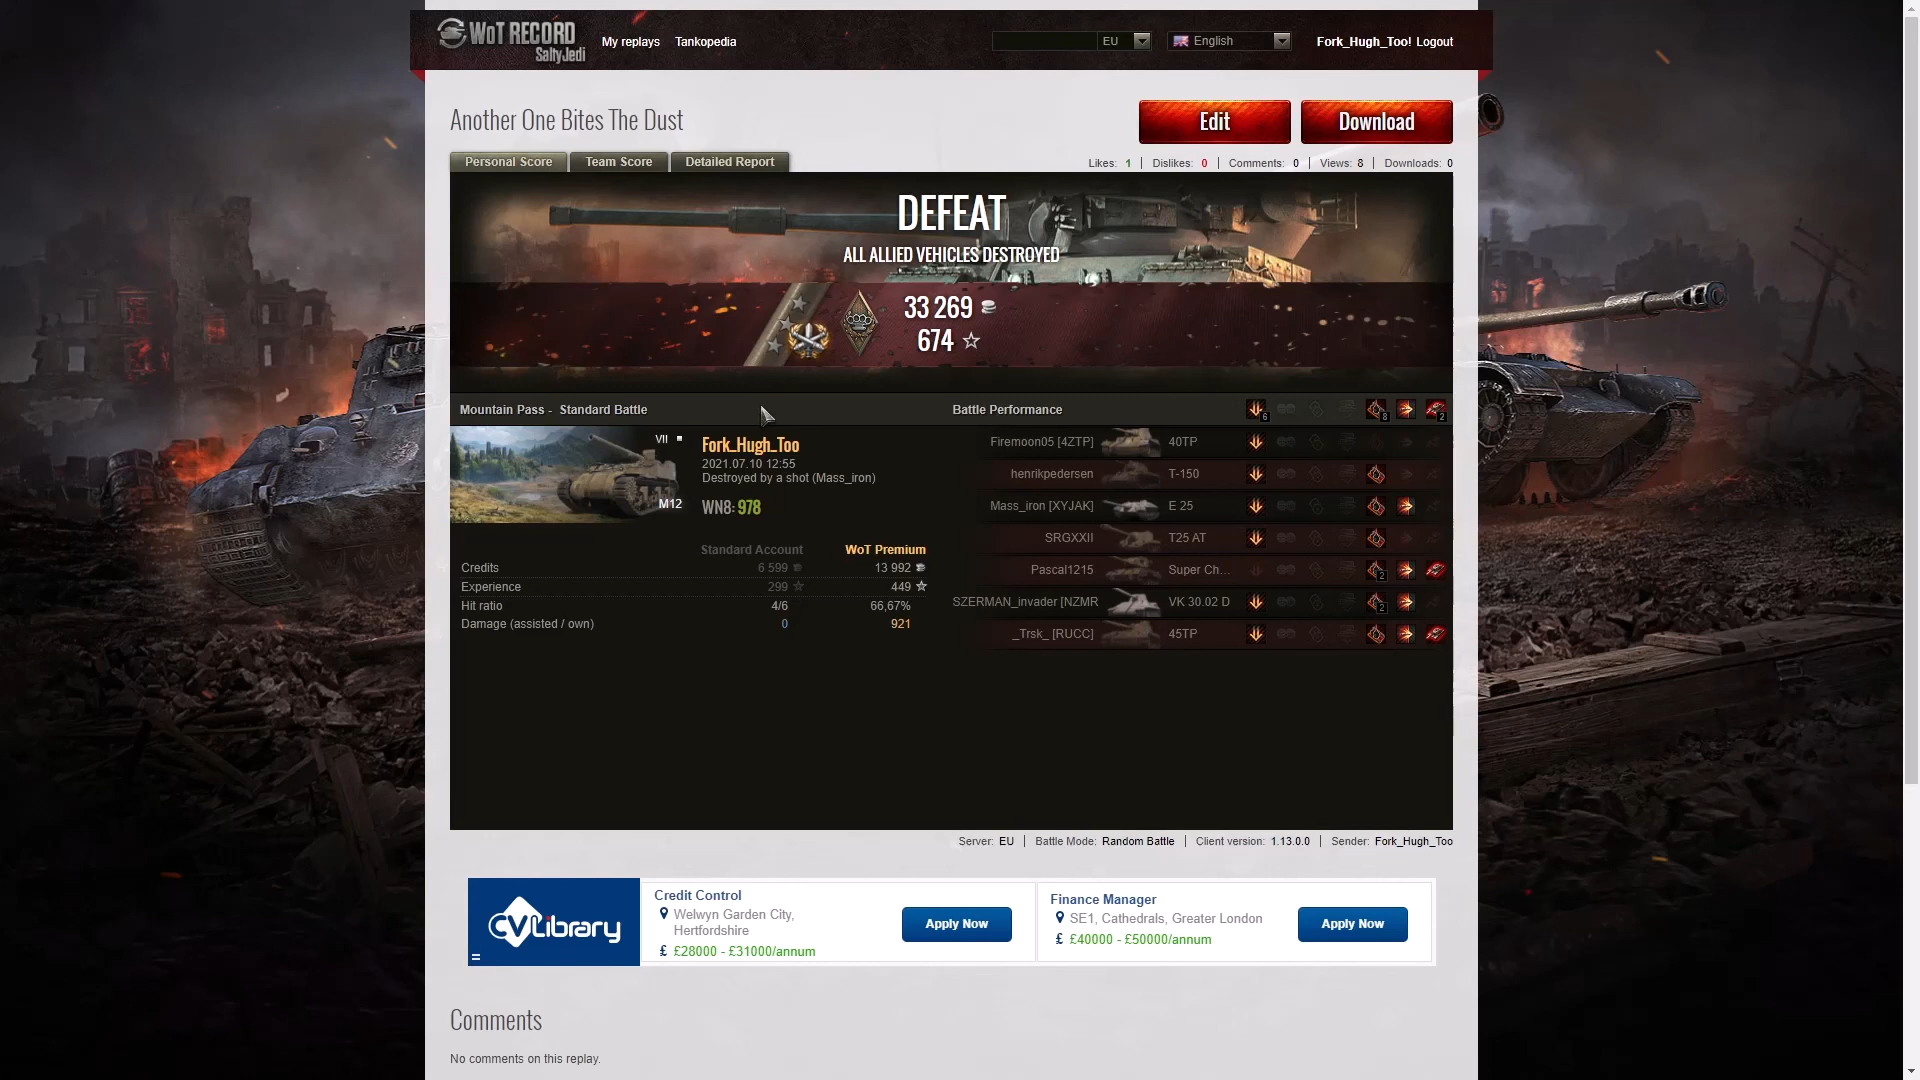 WoT RECORD
SaltyJedi
My replays
Tankopedia
EU
English
Fork_Hugh_Too! Logout
Another One Bites The Dust
Edit
Download
Personal Score
Team Score
Detailed Report
Likes: 1 | Dislikes: 0 | Comments: 0 | Views: 8 | Downloads: 0
DEFEAT
ALL ALLIED VEHICLES DESTROYED
33 269
674
Mountain Pass - Standard Battle
Battle Performance
6
8
2
VII
M12
Fork_Hugh_Too
2021.07.10 12:55
Destroyed by a shot (Mass_iron)
WN8: 978
Standard Account WoT Premium
Credits 6 599 13 992
Experience 299 449
Hit ratio 4/6 66,67%
Damage (assisted / own) 0 921
Firemoon05 [4ZTP] 40TP
henrikpedersen T-150
Mass_iron [XYJAK] E 25
SRGXXII T25 AT
Pascal1215 Super Ch... 2
SZERMAN_invader [NZMR VK 30.02 D 2
_Trsk_ [RUCC] 45TP
Server: EU | Battle Mode: Random Battle | Client version: 1.13.0.0 | Sender: Fork_Hugh_Too
CVLibrary
Credit Control
Welwyn Garden City,
Hertfordshire
£ £28000 - £31000/annum
Apply Now
Finance Manager
SE1, Cathedrals, Greater London
£ £40000 - £50000/annum
Apply Now
Comments
No comments on this replay.